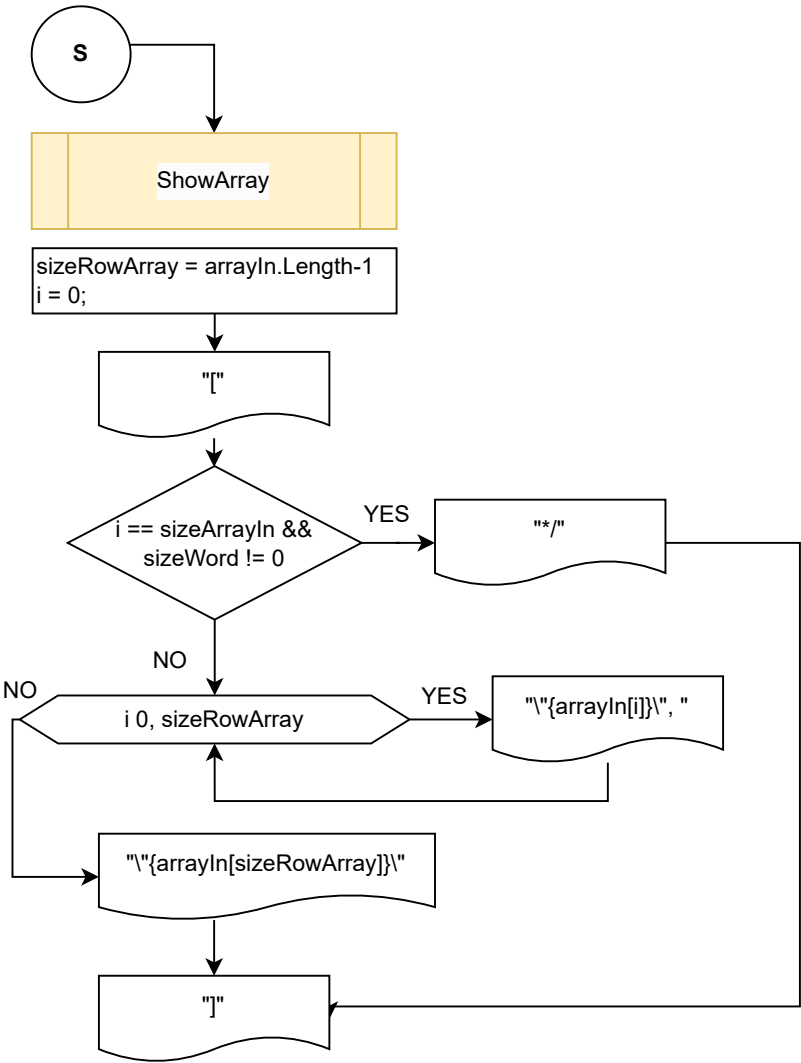 S
ShowArray
sizeRowArray = arrayIn.Length-1
i = 0;
"["
i == sizeArrayIn &&
sizeWord != 0
YES
"*/"
NO
NO
i 0, sizeRowArray
YES
"\"{arrayIn[i]}\", "
"\"{arrayIn[sizeRowArray]}\"
"]"